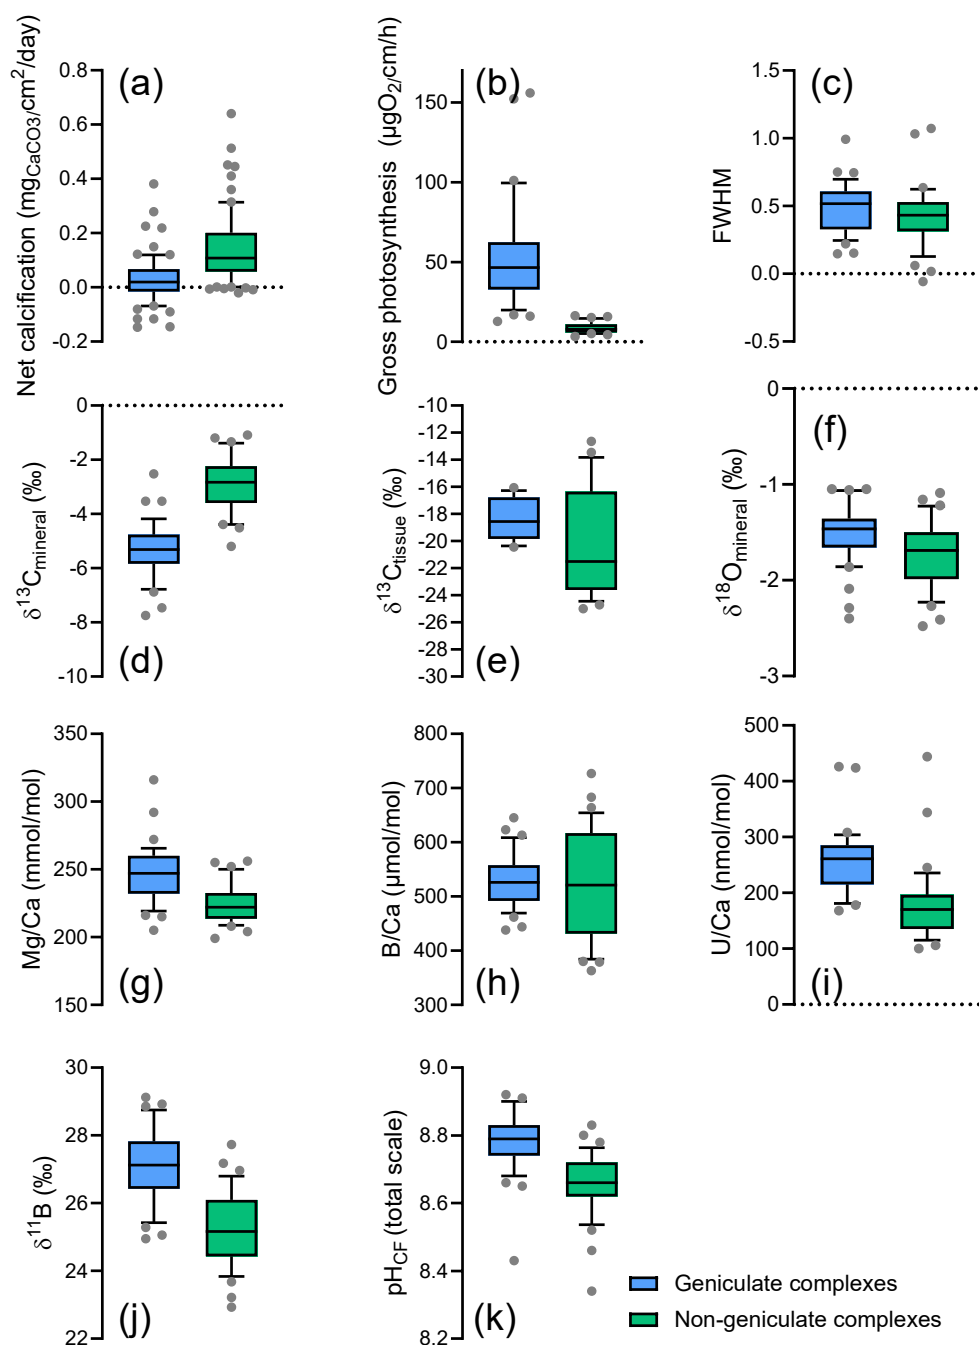 (a)
Net calcification (mgCaCO3/cm2/day)
0.8
0.6
0.4
0.2
0.0
-0.2
(b)
Gross photosynthesis (µgO2/cm/h)
150
100
50
0
(c)
FWHM
1.5
1.0
0.5
0.0
-0.5
δ13Cmineral (‰)
0
-2
-4
-6
-8
-10
(d)
δ13Ctissue (‰)
-10
-12
-14
-16
-18
-20
-22
-24
-26
-28
-30
(e)
δ18Omineral (‰)
0
-1
-2
-3
(f)
Mg/Ca (mmol/mol)
350
300
250
200
150
(g)
B/Ca (µmol/mol)
800
700
600
500
400
300
(h)
U/Ca (nmol/mol)
500
400
300
200
100
0
(i)
δ11B (‰)
30
28
26
24
22
(j)
pHCF (total scale)
9.0
8.8
8.6
8.4
8.2
(k)
Geniculate complexes
Non-geniculate complexes